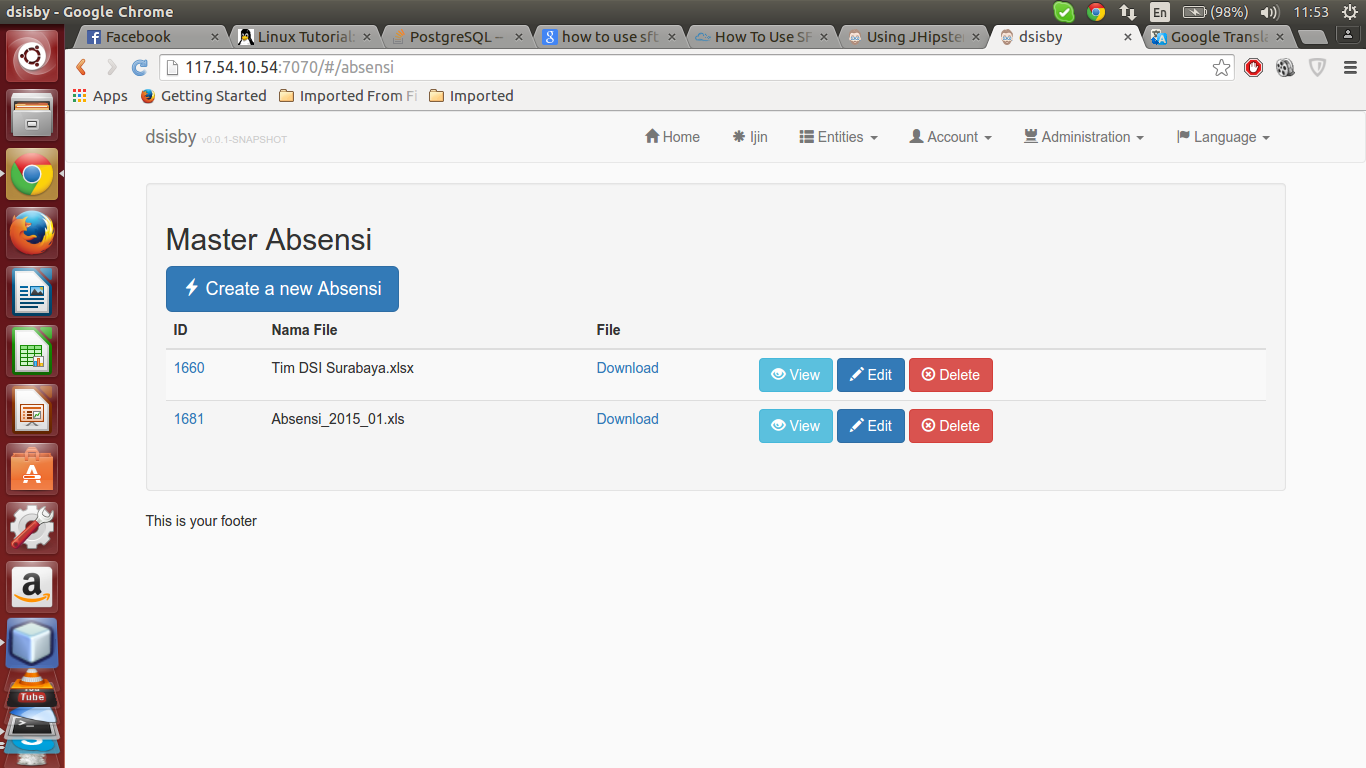 dsisby - Google Chrome
En (98%) 11:53
Facebook
Linux Tutorial:
PostgreSQL –
how to use sft
How To Use SF
Using JHipste
dsisby
Google Transla
117.54.10.54:7070/#/absensi
Apps Getting Started Imported From Fi Imported
dsisby v0.0.1-SNAPSHOT
Home Ijin Entities Account Administration Language
Master Absensi
Create a new Absensi
ID Nama File File
1660 Tim DSI Surabaya.xlsx Download View Edit Delete
1681 Absensi_2015_01.xls Download View Edit Delete
This is your footer
A
a
Tube